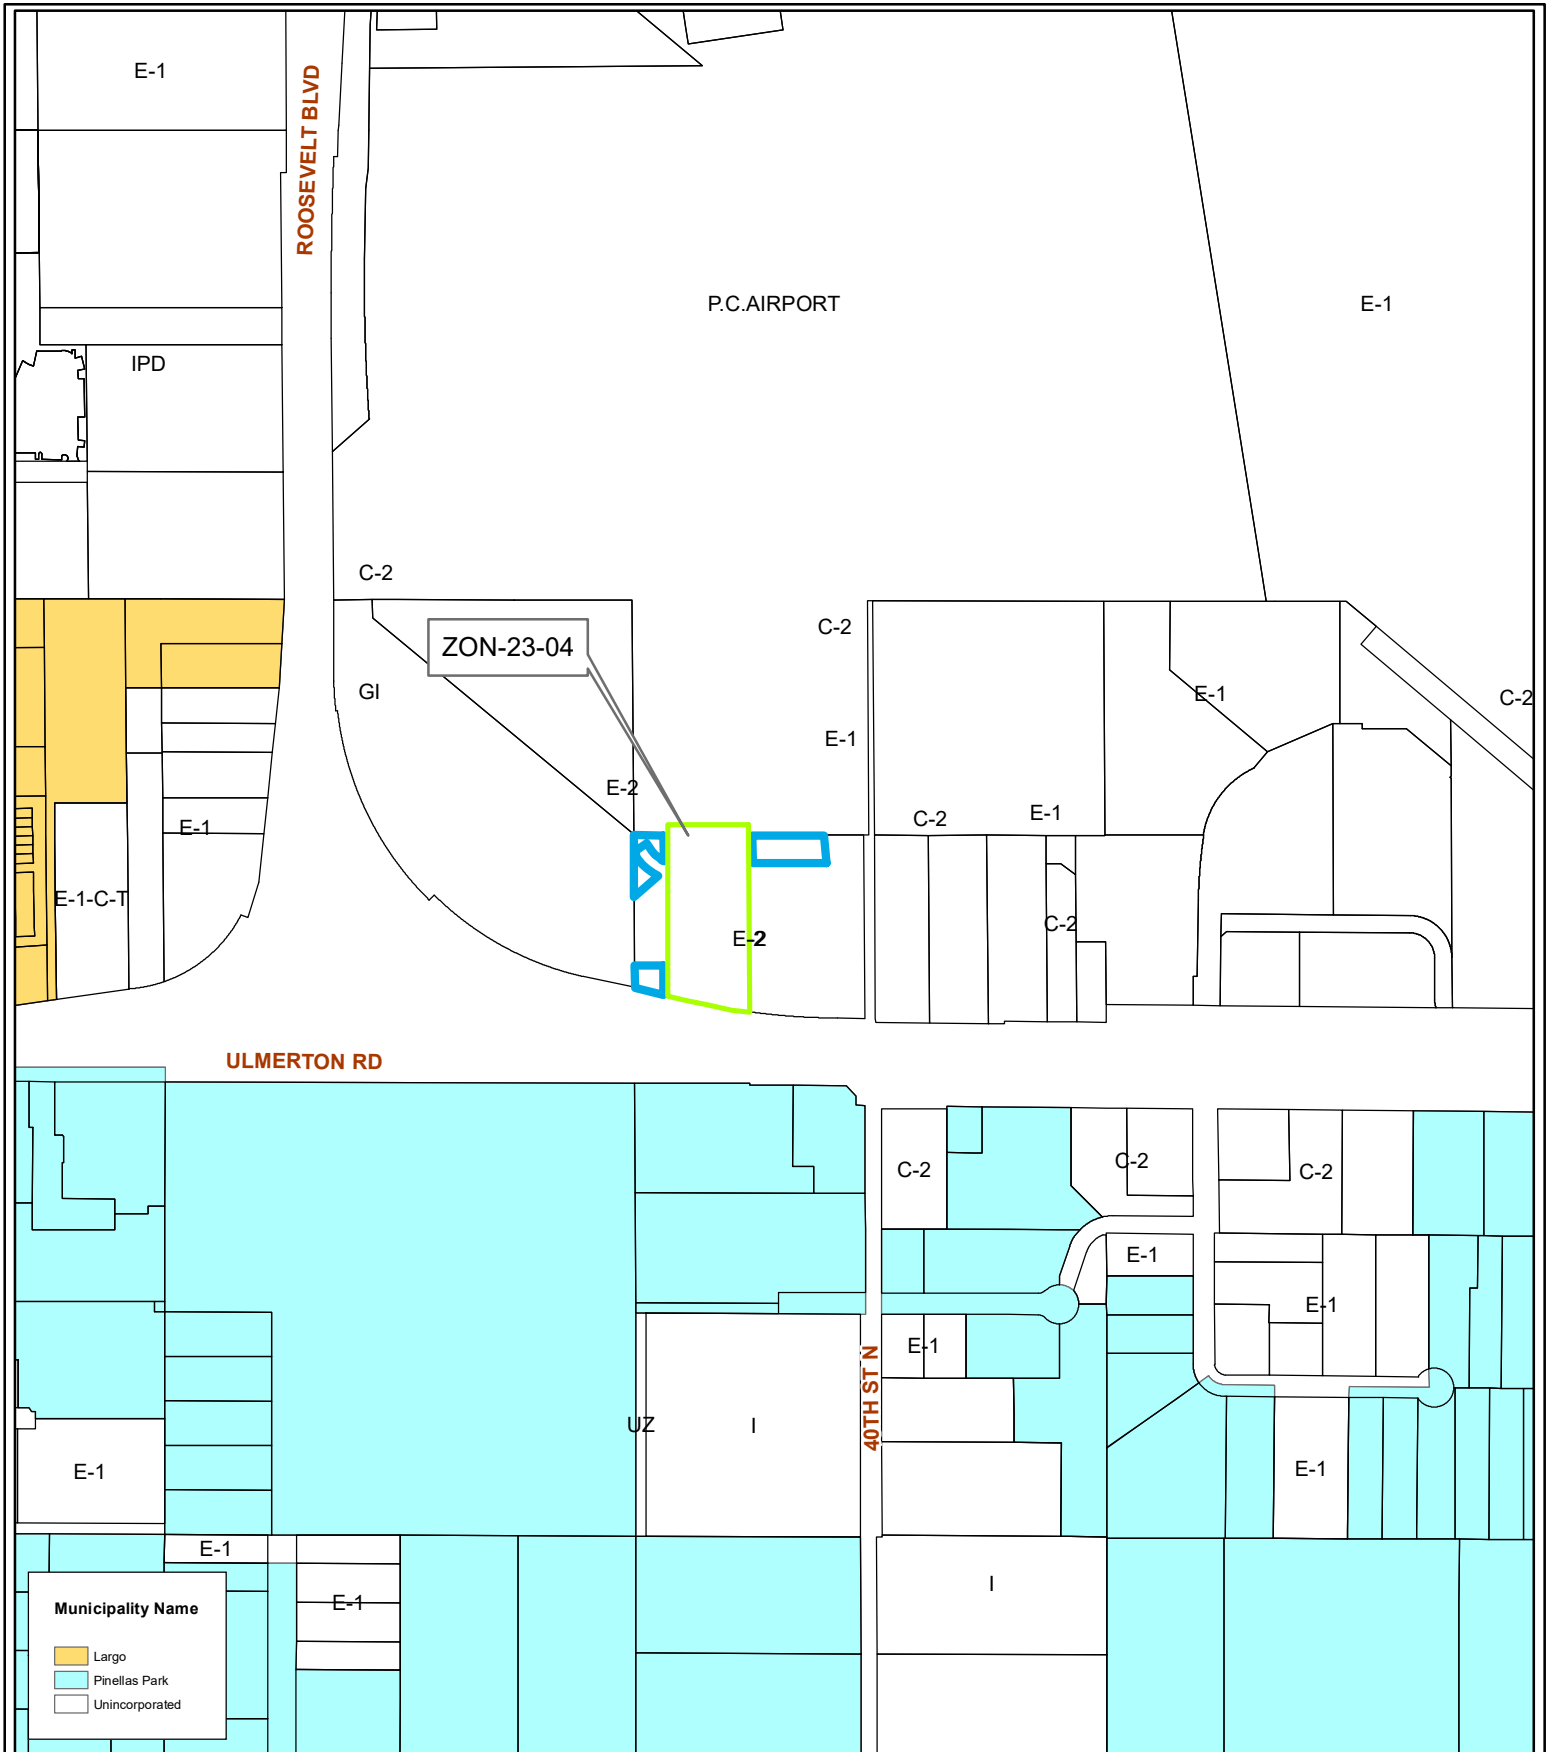 E-1
ROOSEVELT BLVD
P.C.AIRPORT
E-1
IPD
C-2
C-2
ZON-23-04
GI
E-1
C-2
E-1
E-2
E-1
C-2
E-1
E-1-C-T
C-2
E-2
ULMERTON RD
C-2
C-2
C-2
E-1
E-1
E-1
40TH ST N
UZ
I
E-1
E-1
E-1
I
E-1
Municipality Name
Largo
Pinellas Park
Unincorporated